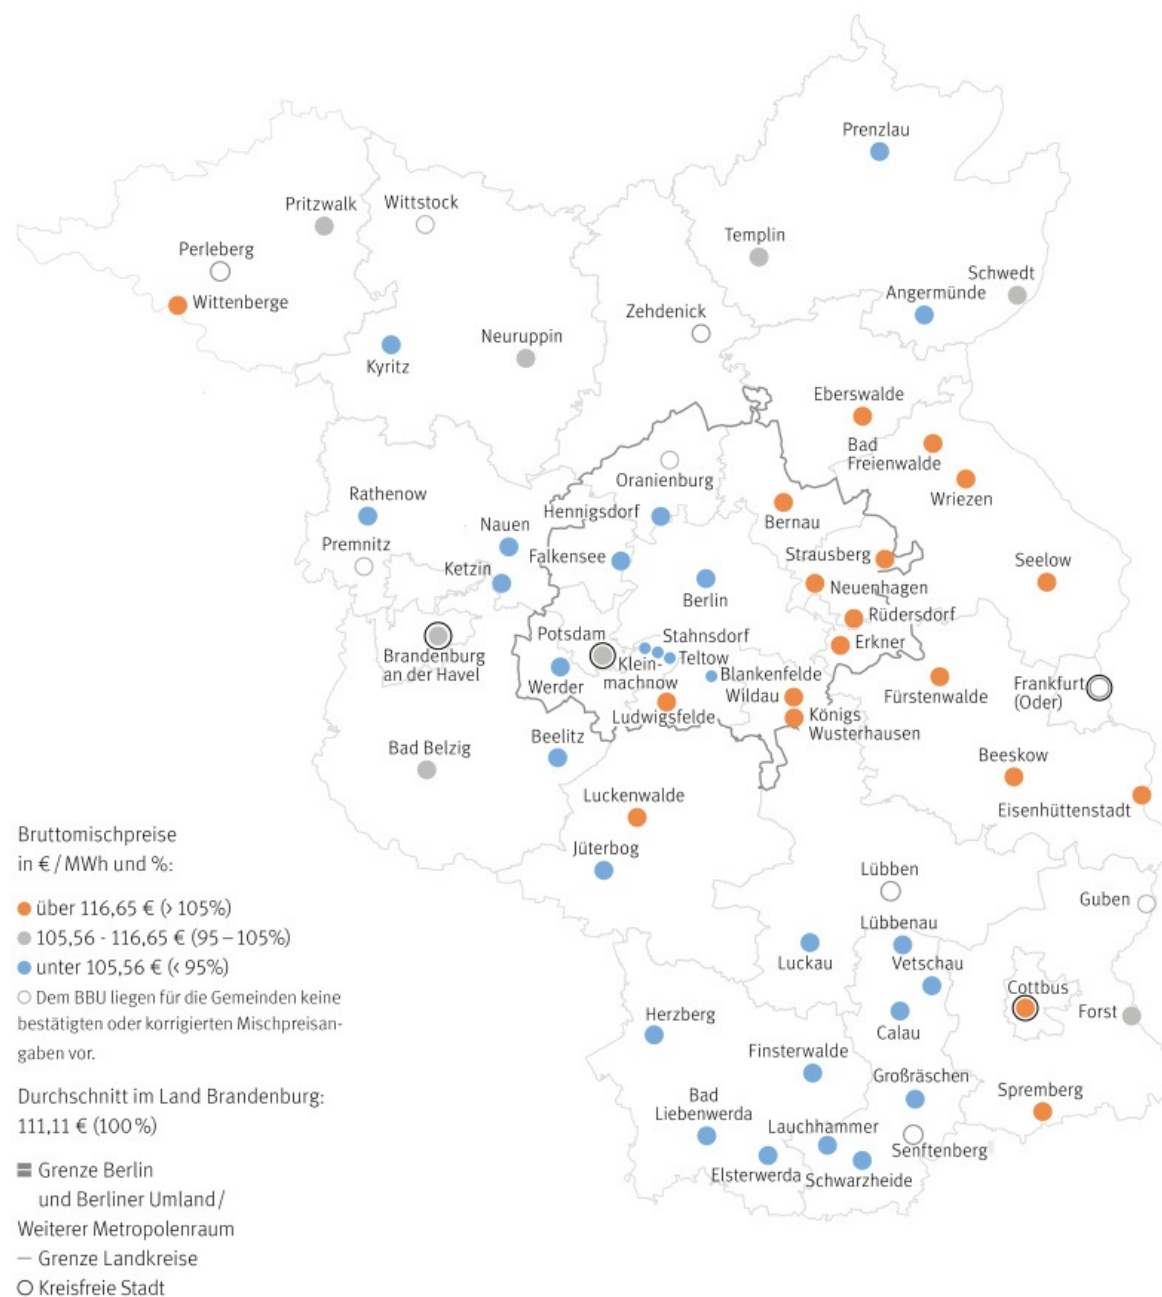 Prenzlau
Pritzwalk
Wittstock
Templin
Perleberg
Schwedt
Angermünde
Wittenberge
Zehdenick
Neuruppin
Kyritz
Eberswalde
Bad
Freienwalde
Oranienburg
Rathenow
Wriezen
Hennigsdorf
Bernau
Nauen
Premnitz
Falkensee
Strausberg
Seelow
Ketzin
Berlin
Neuenhagen
Rüdersdorf
Potsdam
Stahnsdorf
Erkner
Brandenburg
an der Havel
Klein-
machnow
Teltow
Blankenfelde
Werder
Wildau
Fürstenwalde
Frankfurt
(Oder)
Ludwigsfelde
Königs
Wusterhausen
Beelitz
Bad Belzig
Beeskow
Luckenwalde
Eisenhüttenstadt
Jüterbog
Lübben
Guben
Lübbenau
Luckau
Vetschau
Cottbus
Herzberg
Calau
Forst
Finsterwalde
Großräschen
Spremberg
Bad
Liebenwerda
Lauchhammer
Senftenberg
Elsterwerda
Schwarzheide
Bruttomischpreise
in € / MWh und %:
über 116,65 € (> 105%)
105,56 - 116,65 € (95 – 105%)
unter 105,56 € (< 95%)
Dem BBU liegen für die Gemeinden keine
bestätigten oder korrigierten Mischpreisan-
gaben vor.
Durchschnitt im Land Brandenburg:
111,11 € (100 %)
Grenze Berlin
und Berliner Umland /
Weiterer Metropolenraum
Grenze Landkreise
Kreisfreie Stadt